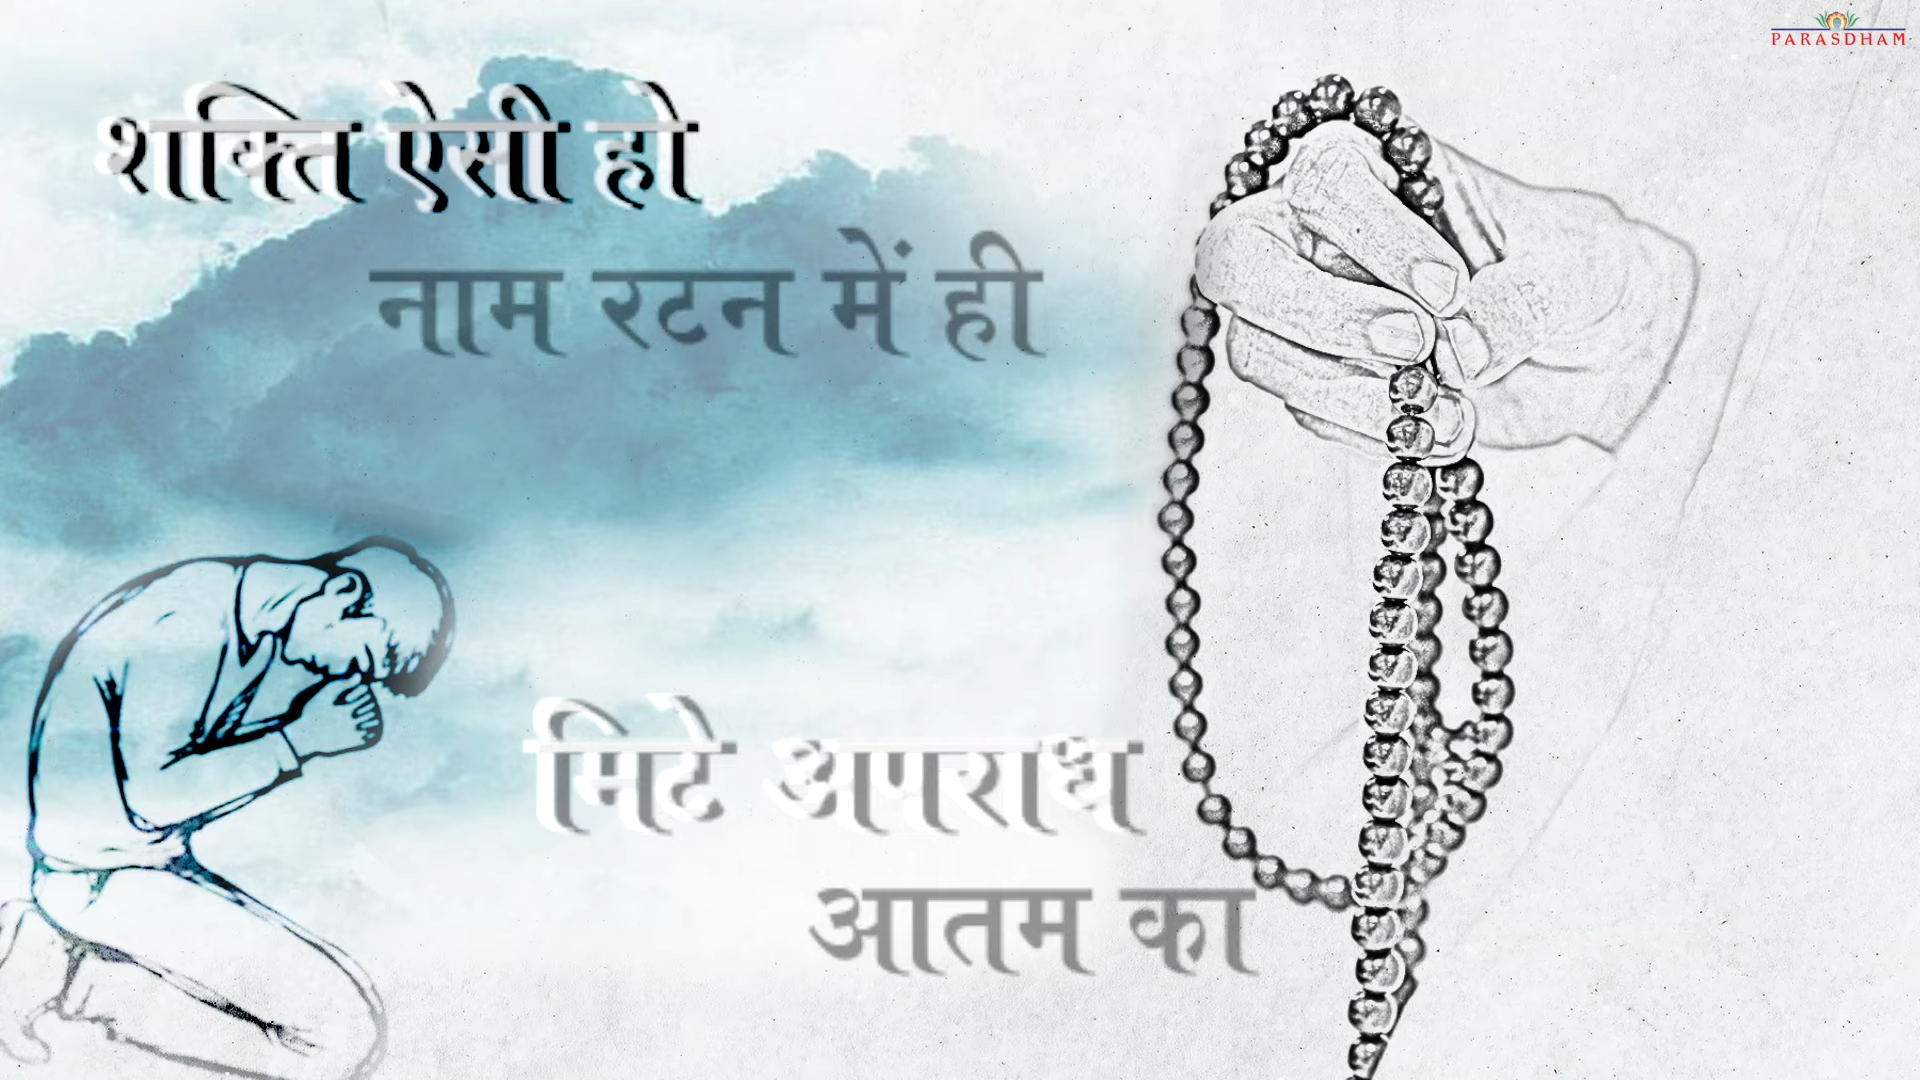 PARASDHAM
शक्ति ऐसी हो
नाम रटन में ही
मिटे अपराध
आतम का